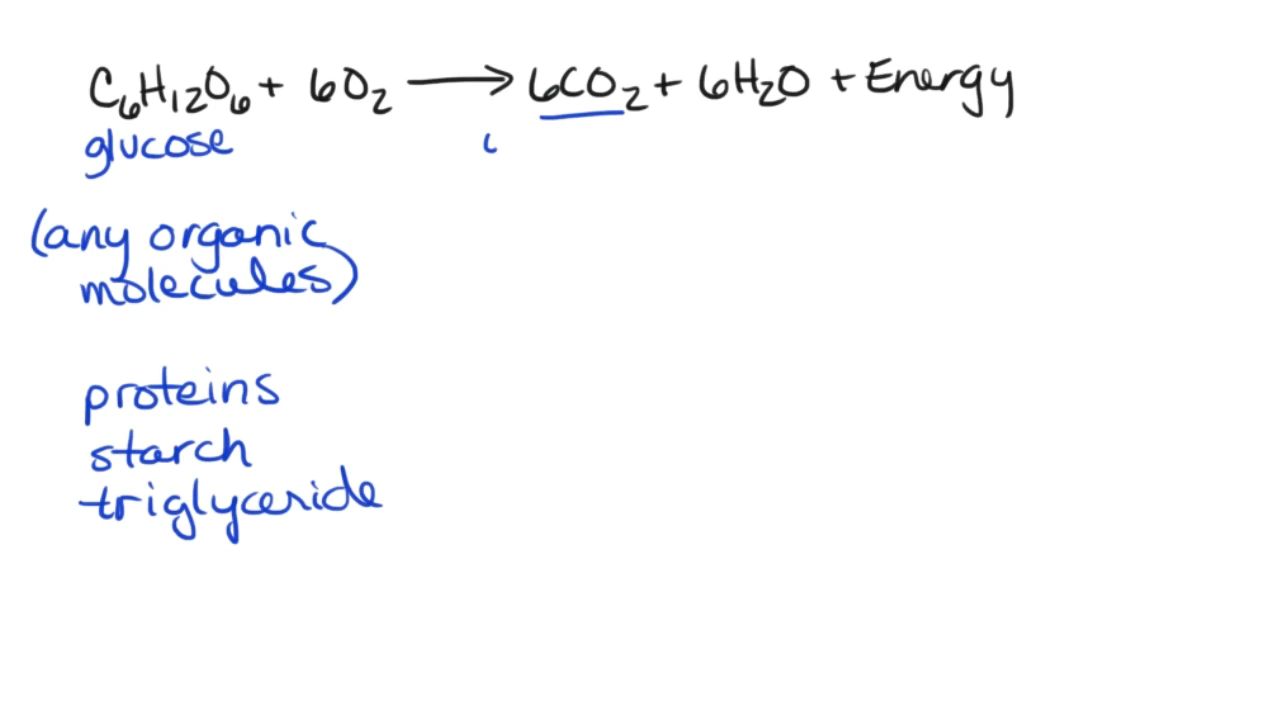 C₆H₁₂O₆ + 6O₂ → 6CO₂ + 6H₂O + Energy
glucose
(any organic
molecules)
proteins
starch
triglyceride